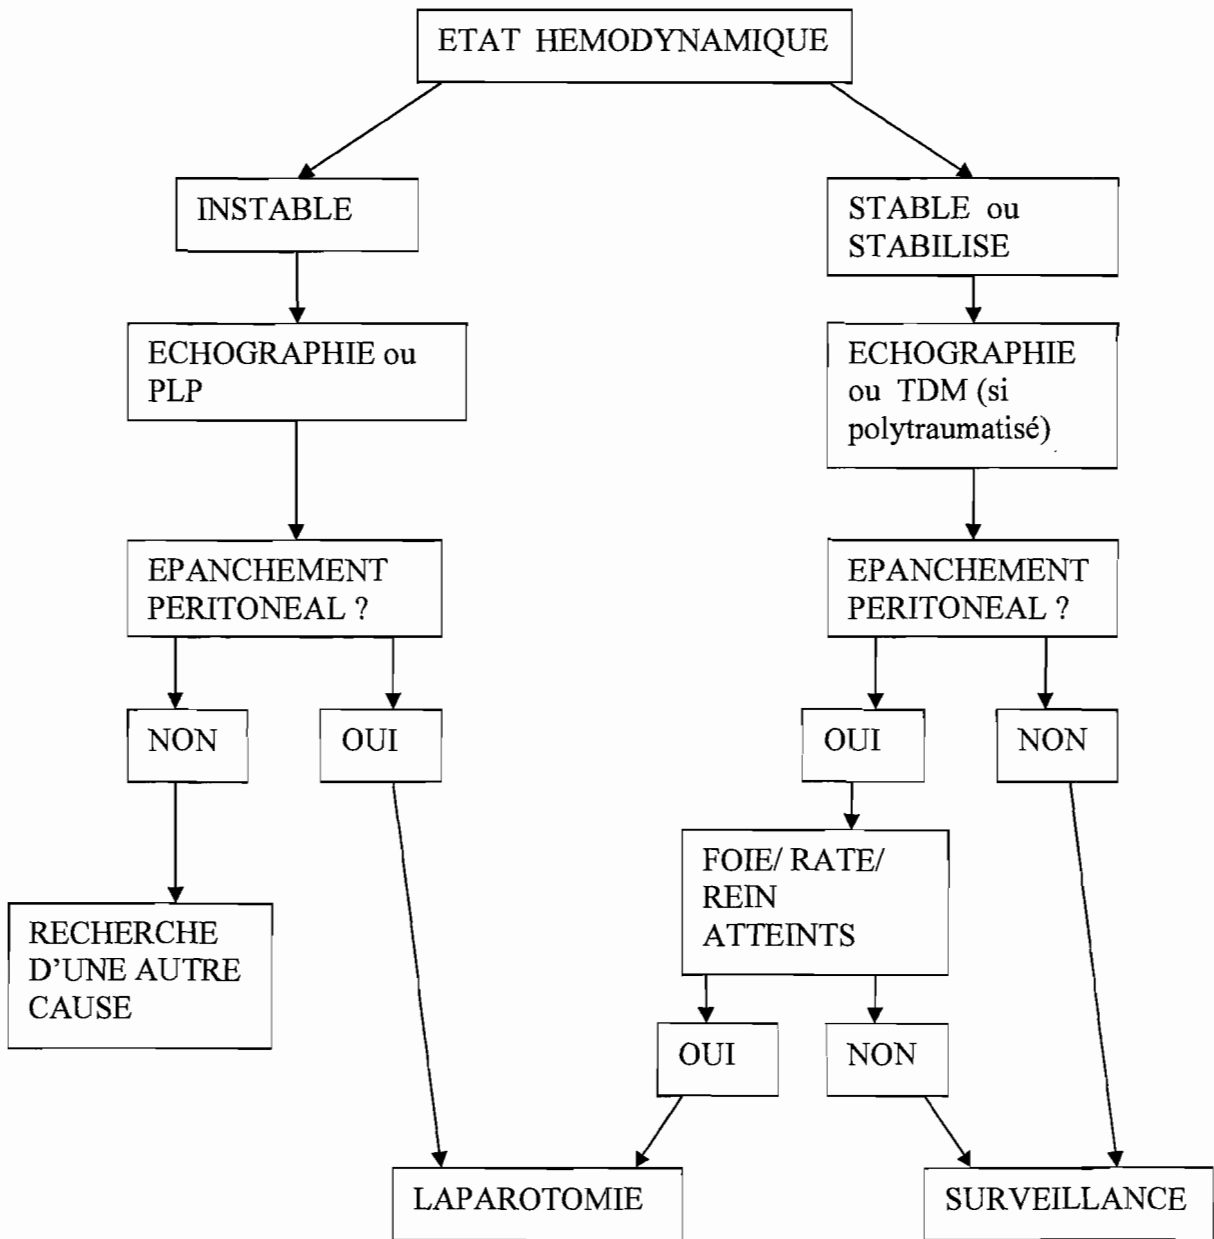 ETAT HEMODYNAMIQUE
INSTABLE
STABLE ou
STABILISE
ECHOGRAPHIE ou
PLP
ECHOGRAPHIE
ou TDM (si
polytraumatisé)
EPANCHEMENT
PERITONEAL ?
EPANCHEMENT
PERITONEAL ?
NON
OUI
OUI
NON
FOIE/ RATE/
REIN
ATTEINTS
RECHERCHE
D'UNE AUTRE
CAUSE
OUI
NON
LAPAROTOMIE
SURVEILLANCE